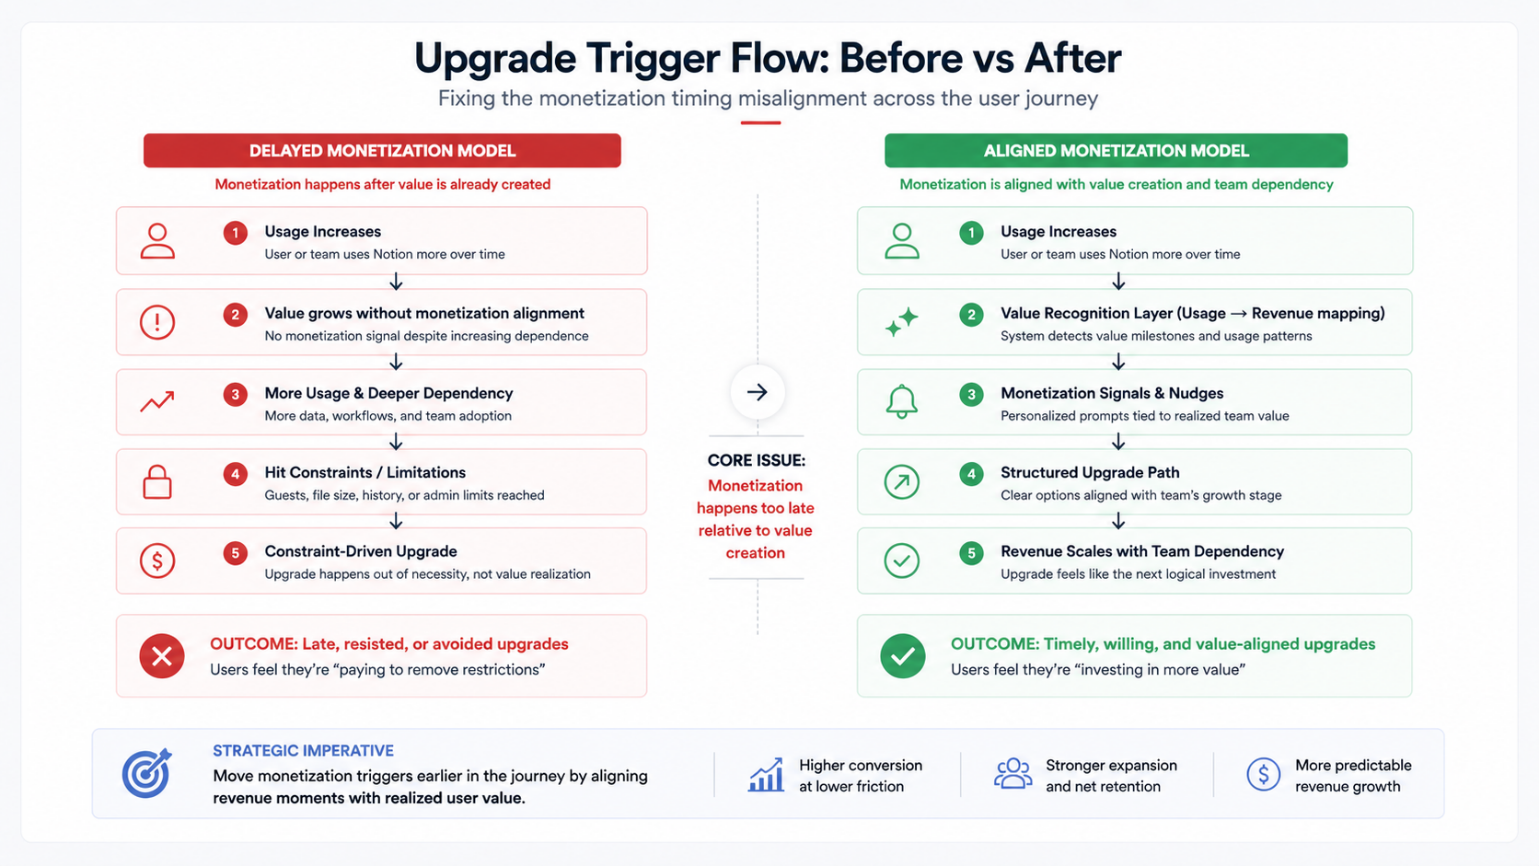 Upgrade Trigger Flow: Before vs After
Fixing the monetization timing misalignment across the user journey
DELAYED MONETIZATION MODEL
Monetization happens after value is already created
1
Usage Increases
User or team uses Notion more over time
2
Value grows without monetization alignment
No monetization signal despite increasing dependence
3
More Usage & Deeper Dependency
More data, workflows, and team adoption
4
Hit Constraints / Limitations
Guests, file size, history, or admin limits reached
5
Constraint-Driven Upgrade
Upgrade happens out of necessity, not value realization
OUTCOME: Late, resisted, or avoided upgrades
Users feel they’re “paying to remove restrictions”
CORE ISSUE:
Monetization
happens too late
relative to value
creation
ALIGNED MONETIZATION MODEL
Monetization is aligned with value creation and team dependency
1
Usage Increases
User or team uses Notion more over time
2
Value Recognition Layer (Usage → Revenue mapping)
System detects value milestones and usage patterns
3
Monetization Signals & Nudges
Personalized prompts tied to realized team value
4
Structured Upgrade Path
Clear options aligned with team’s growth stage
5
Revenue Scales with Team Dependency
Upgrade feels like the next logical investment
OUTCOME: Timely, willing, and value-aligned upgrades
Users feel they’re “investing in more value”
STRATEGIC IMPERATIVE
Move monetization triggers earlier in the journey by aligning
revenue moments with realized user value.
Higher conversion
at lower friction
Stronger expansion
and net retention
More predictable
revenue growth